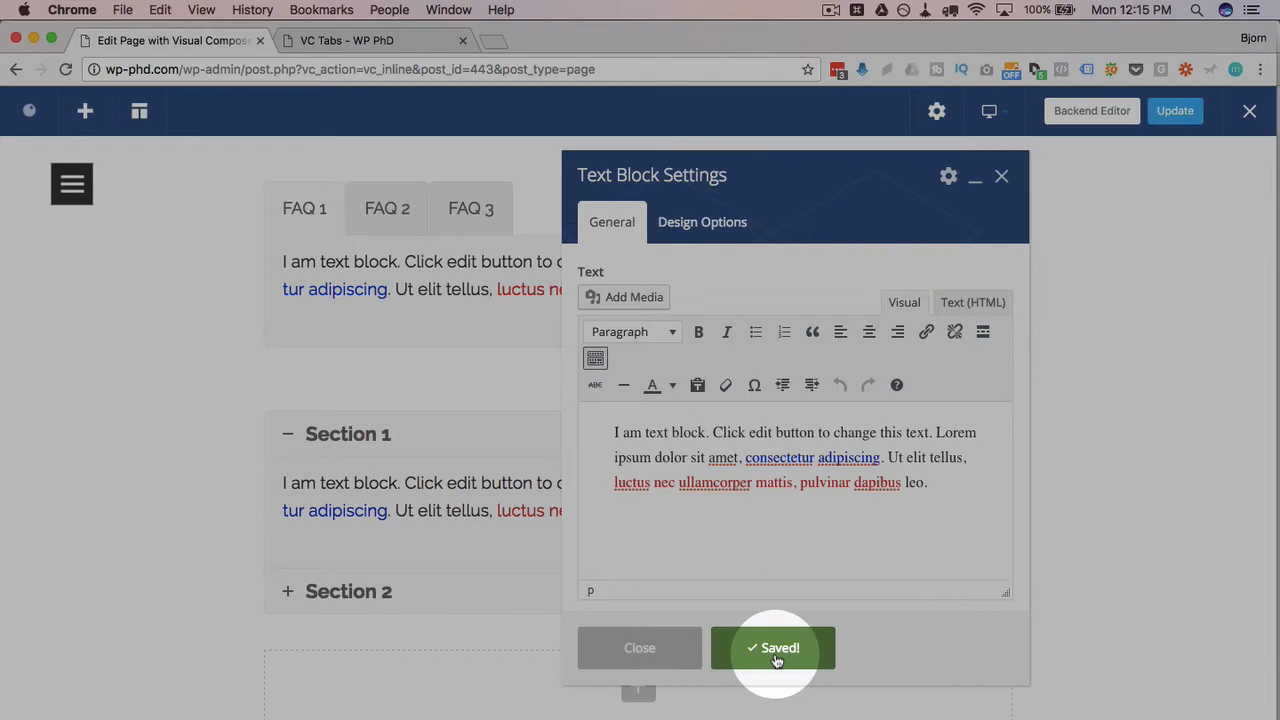 Chrome File Edit View History Bookmarks People Window Help 100% Mon 12:15 PM
Edit Page with Visual Compose VC Tabs - WP PhD Bjorn
wp-phd.com/wp-admin/post.php?vc_action=vc_inline&post_id=443&post_type=page 3 OFF 5
Backend Editor Update
Text Block Settings
FAQ 1 FAQ 2 FAQ 3
General Design Options
I am text block. Click edit button to c
tur adipiscing. Ut elit tellus, luctus ne
Text
Add Media
Visual Text (HTML)
Paragraph B I
ABC A Ω
I am text block. Click edit button to change this text. Lorem
ipsum dolor sit amet, consectetur adipiscing. Ut elit tellus,
luctus nec ullamcorper mattis, pulvinar dapibus leo.
Section 1
I am text block. Click edit button to c
tur adipiscing. Ut elit tellus, luctus ne
Section 2
p
Close Saved!